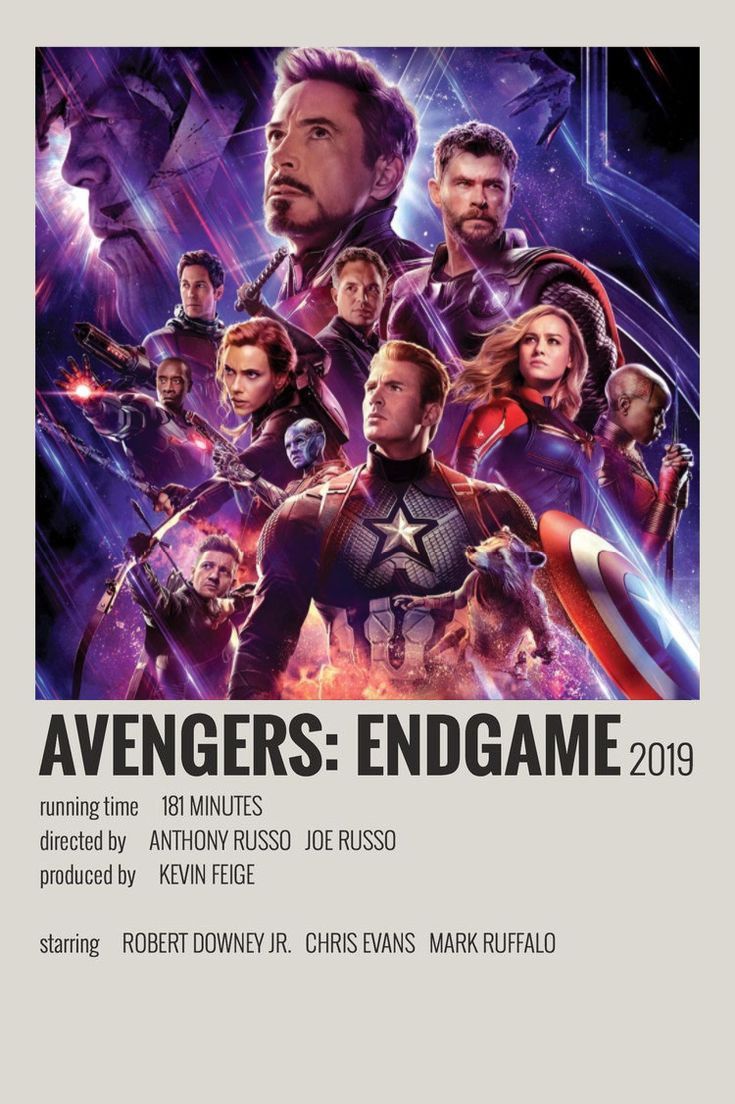 AVENGERS: ENDGAME 2019
running time 181 MINUTES
directed by ANTHONY RUSSO JOE RUSSO
produced by KEVIN FEIGE
starring ROBERT DOWNEY JR. CHRIS EVANS MARK RUFFALO